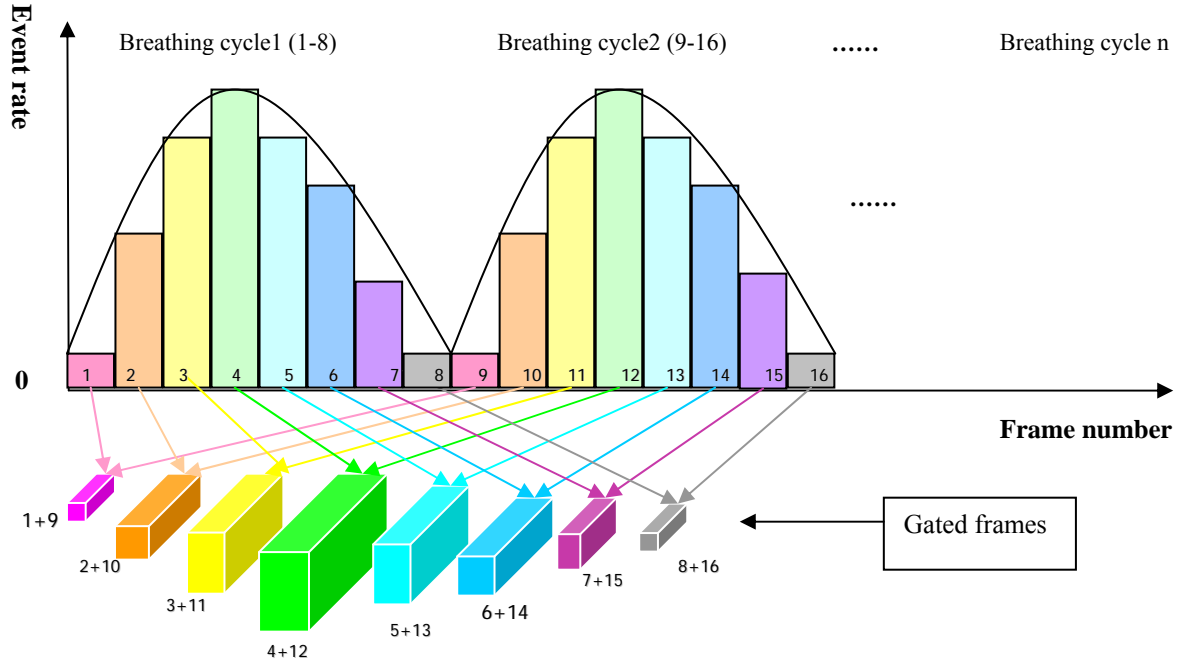 Event rate
Breathing cycle1 (1-8)
Breathing cycle2 (9-16)
......
Breathing cycle n
......
0
1 2 3 4 5 6 7 8 9 10 11 12 13 14 15 16
Frame number
1+9
2+10
3+11
4+12
5+13
6+14
7+15
8+16
Gated frames